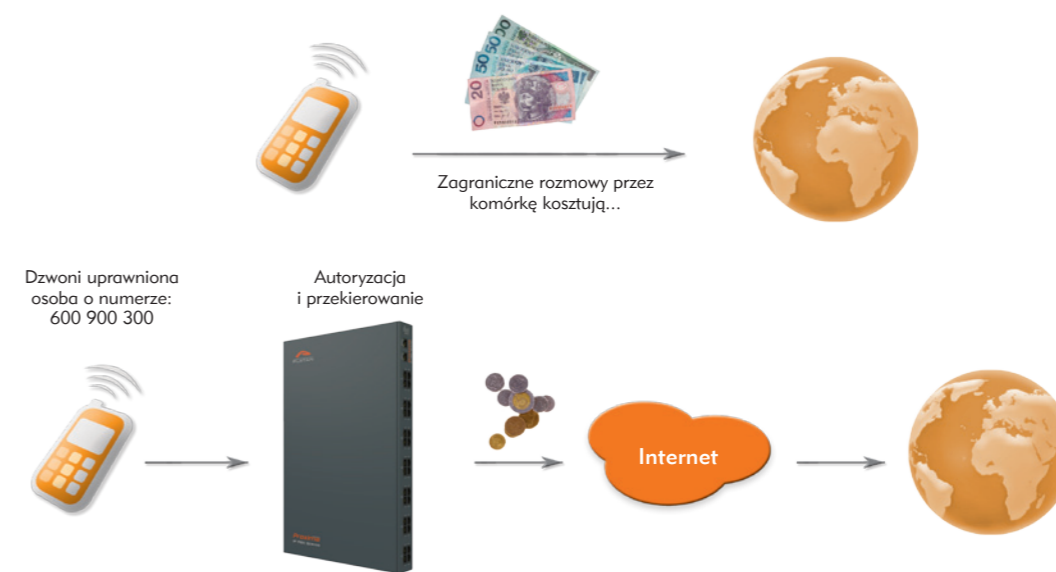 Zagraniczne rozmowy przez
komórkę kosztują...
Dzwoni uprawniona
osoba o numerze:
600 900 300
Autoryzacja
i przekierowanie
Internet